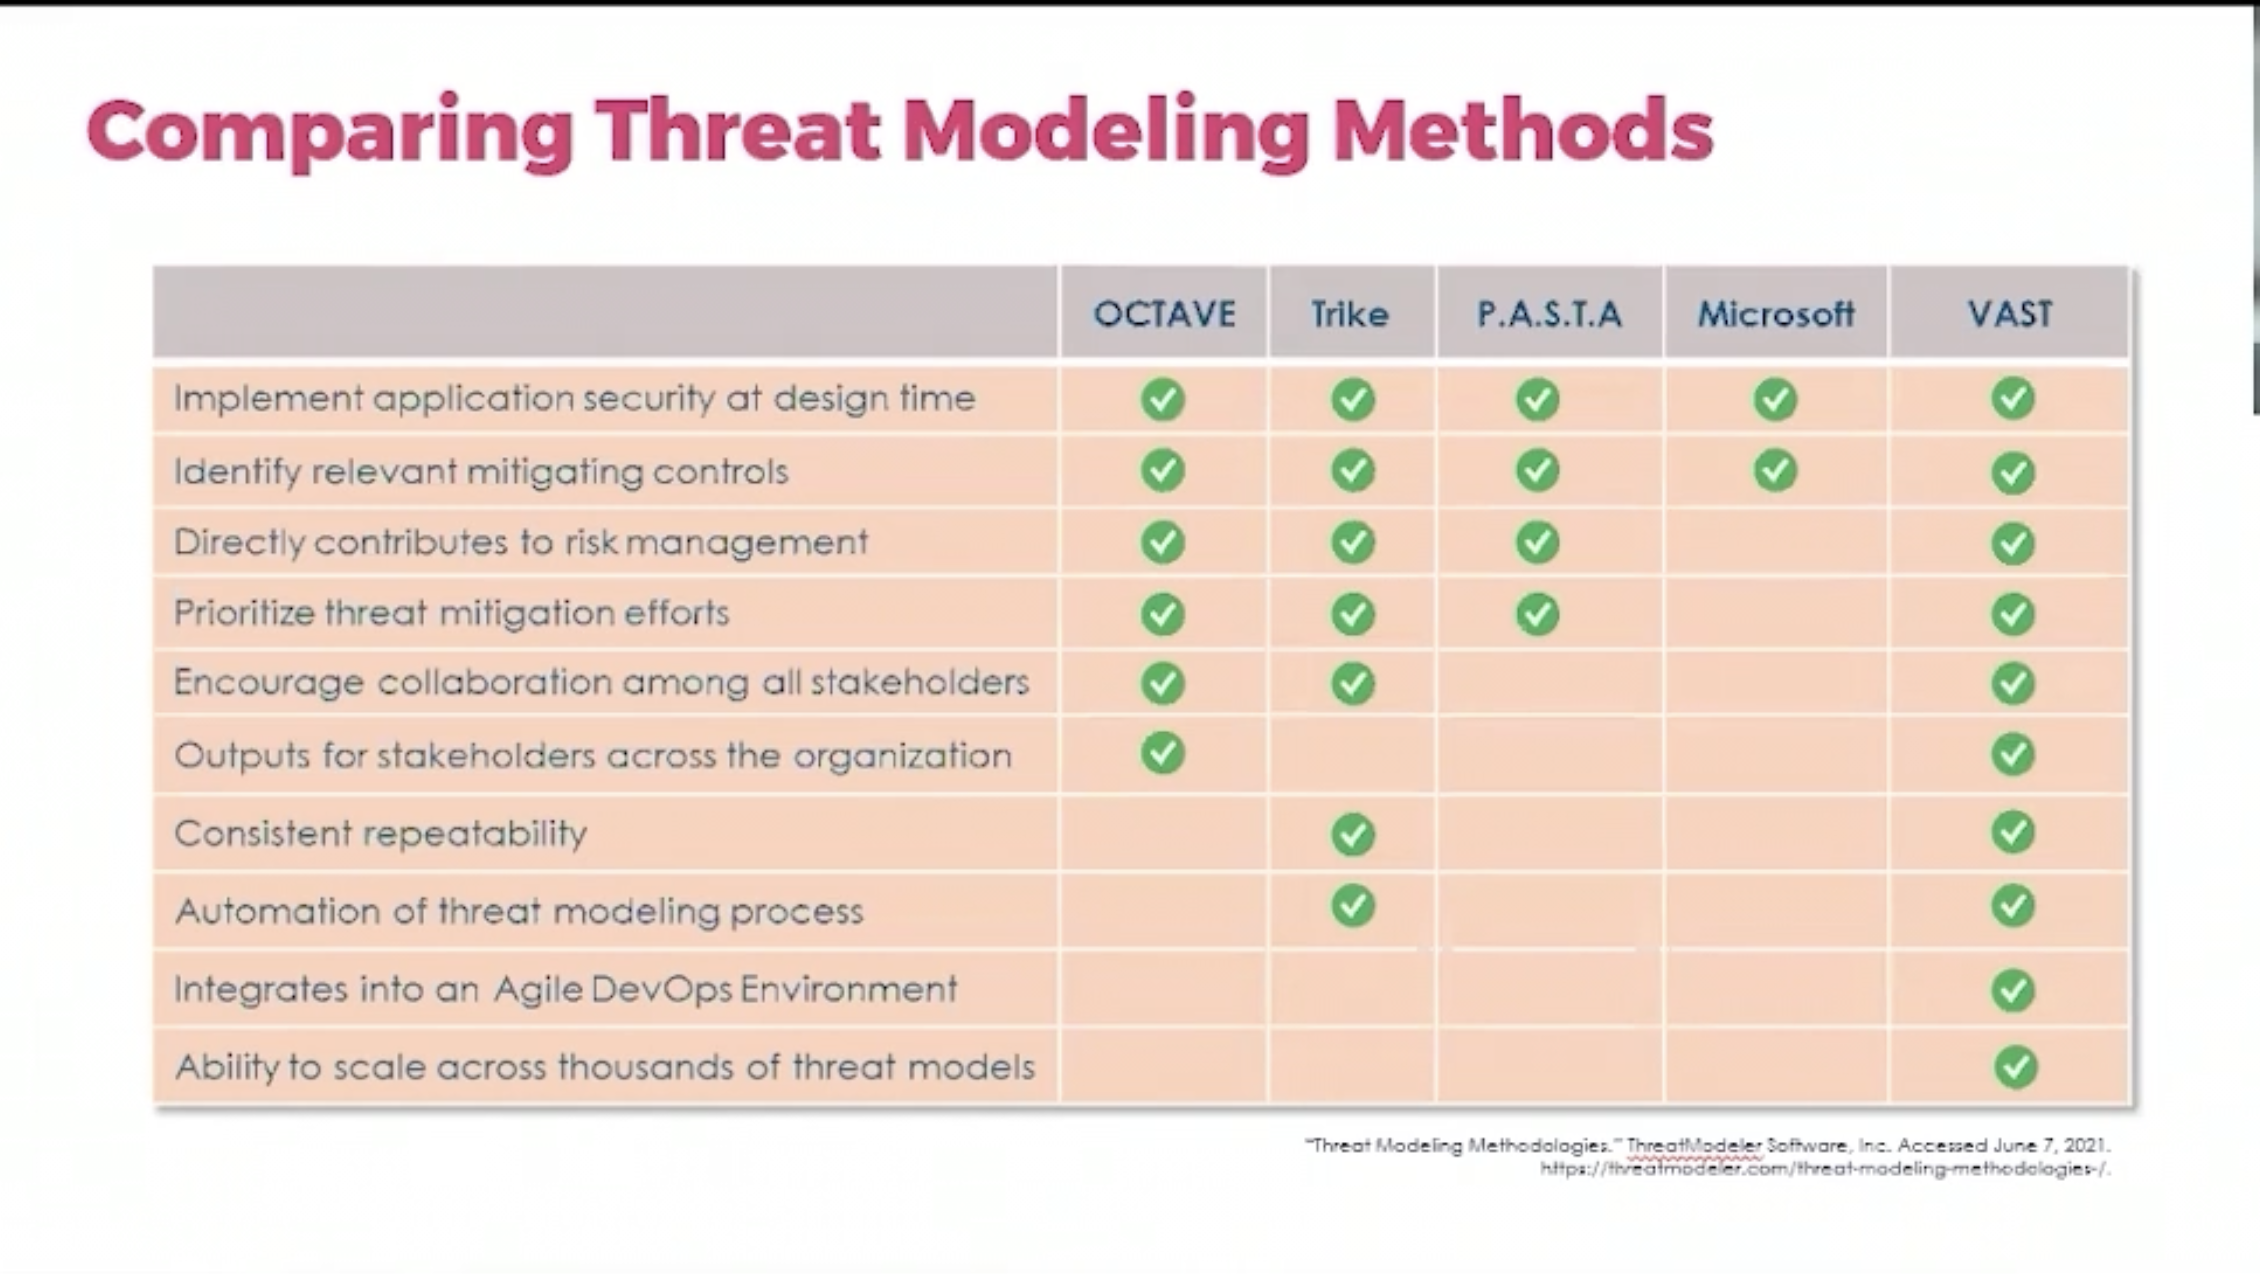 Comparing Threat Modeling Methods
OCTAVE Trike P.A.S.T.A Microsoft VAST
Implement application security at design time
Identify relevant mitigating controls
Directly contributes to risk management
Prioritize threat mitigation efforts
Encourage collaboration among all stakeholders
Outputs for stakeholders across the organization
Consistent repeatability
Automation of threat modeling process
Integrates into an Agile DevOps Environment
Ability to scale across thousands of threat models
"Threat Modeling Methodologies." ThreatModeler Software, Inc. Accessed June 7, 2021.
https://threatmodeler.com/threat-modeling-methodologies-/.